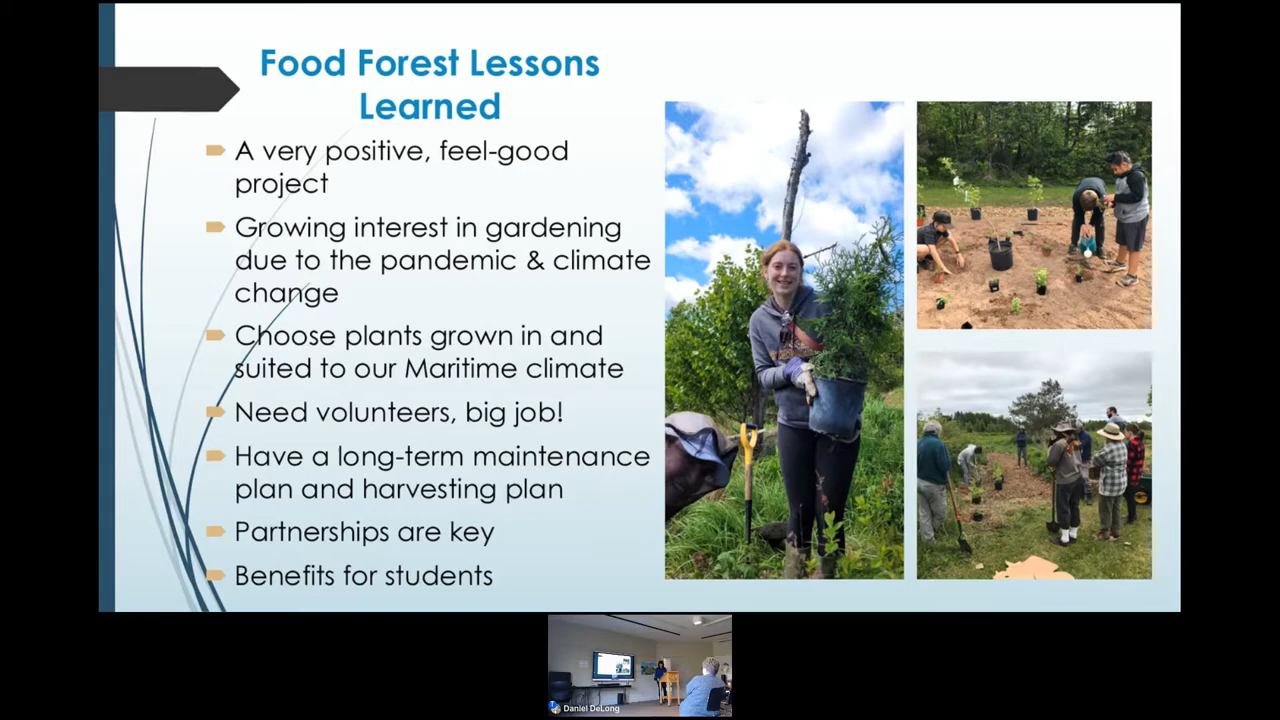 Food Forest Lessons
Learned
A very positive, feel-good
project
Growing interest in gardening
due to the pandemic & climate
change
Choose plants grown in and
suited to our Maritime climate
Need volunteers, big job!
Have a long-term maintenance
plan and harvesting plan
Partnerships are key
Benefits for students
Daniel DeLong